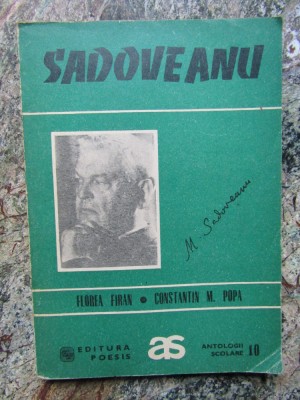 SADOVEANU
M Sadoveanu
FLOREA FIRAN • CONSTANTIN M. POPA
EDITURA
POESIS
as
ANTOLOGII
ȘCOLARE 10